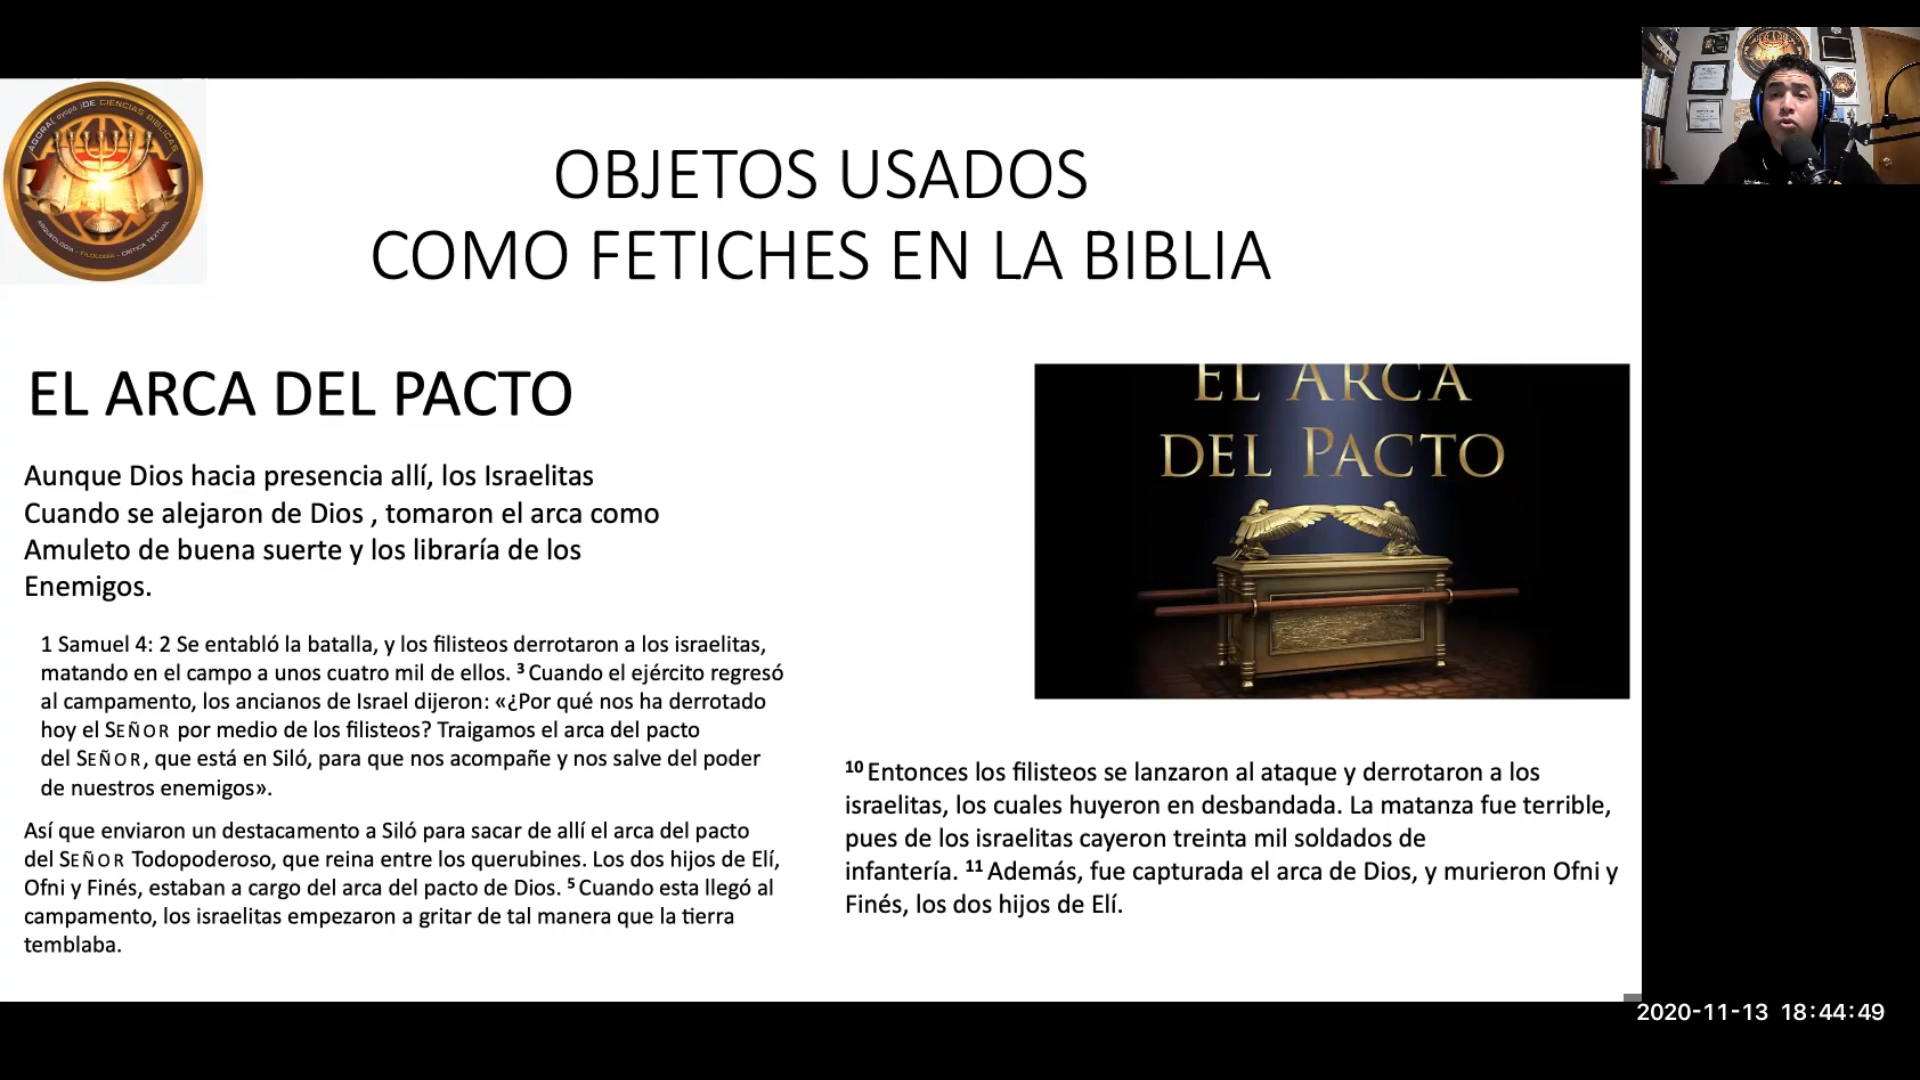 AGORA( αγορά )DE CIENCIAS BIBLICAS
ARQUEOLOGIA - FILOLOGIA - CRITICA TEXTUAL
OBJETOS USADOS
COMO FETICHES EN LA BIBLIA
EL ARCA DEL PACTO
Aunque Dios hacia presencia allí, los Israelitas
Cuando se alejaron de Dios , tomaron el arca como
Amuleto de buena suerte y los libraría de los
Enemigos.
1 Samuel 4: 2 Se entabló la batalla, y los filisteos derrotaron a los israelitas,
matando en el campo a unos cuatro mil de ellos. ³ Cuando el ejército regresó
al campamento, los ancianos de Israel dijeron: «¿Por qué nos ha derrotado
hoy el SEÑOR por medio de los filisteos? Traigamos el arca del pacto
del SEÑOR, que está en Siló, para que nos acompañe y nos salve del poder
de nuestros enemigos».
Así que enviaron un destacamento a Siló para sacar de allí el arca del pacto
del SEÑOR Todopoderoso, que reina entre los querubines. Los dos hijos de Elí,
Ofni y Finés, estaban a cargo del arca del pacto de Dios. ⁵ Cuando esta llegó al
campamento, los israelitas empezaron a gritar de tal manera que la tierra
temblaba.
EL ARCA
DEL PACTO
¹⁰ Entonces los filisteos se lanzaron al ataque y derrotaron a los
israelitas, los cuales huyeron en desbandada. La matanza fue terrible,
pues de los israelitas cayeron treinta mil soldados de
infantería. ¹¹ Además, fue capturada el arca de Dios, y murieron Ofni y
Finés, los dos hijos de Elí.
2020-11-13 18:44:49